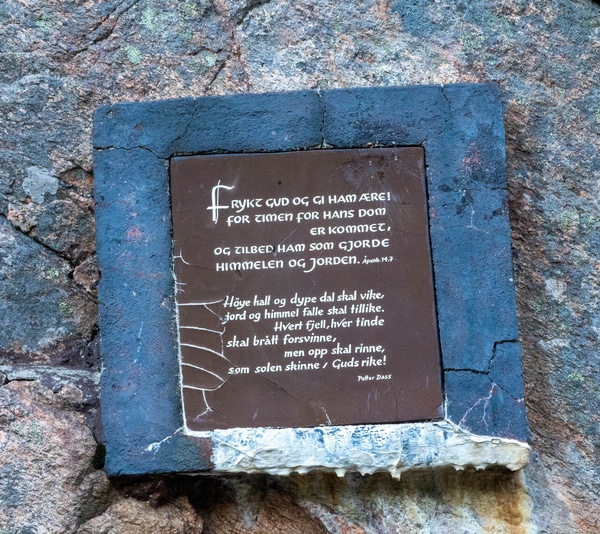 FRYKT GUD OG GI HAM ÆRE!
FOR TIMEN FOR HANS DOM
ER KOMMET,
OG TILBED HAM SOM GJORDE
HIMMELEN OG JORDEN. Åpenb. 14,7
Höye hall og dype dal skal vike,
jord og himmel falle skal tillike.
Hvert fjell, hver tinde
skal brått forsvinne,
men opp skal rinne,
som solen skinne, Guds rike!
Petter Dass